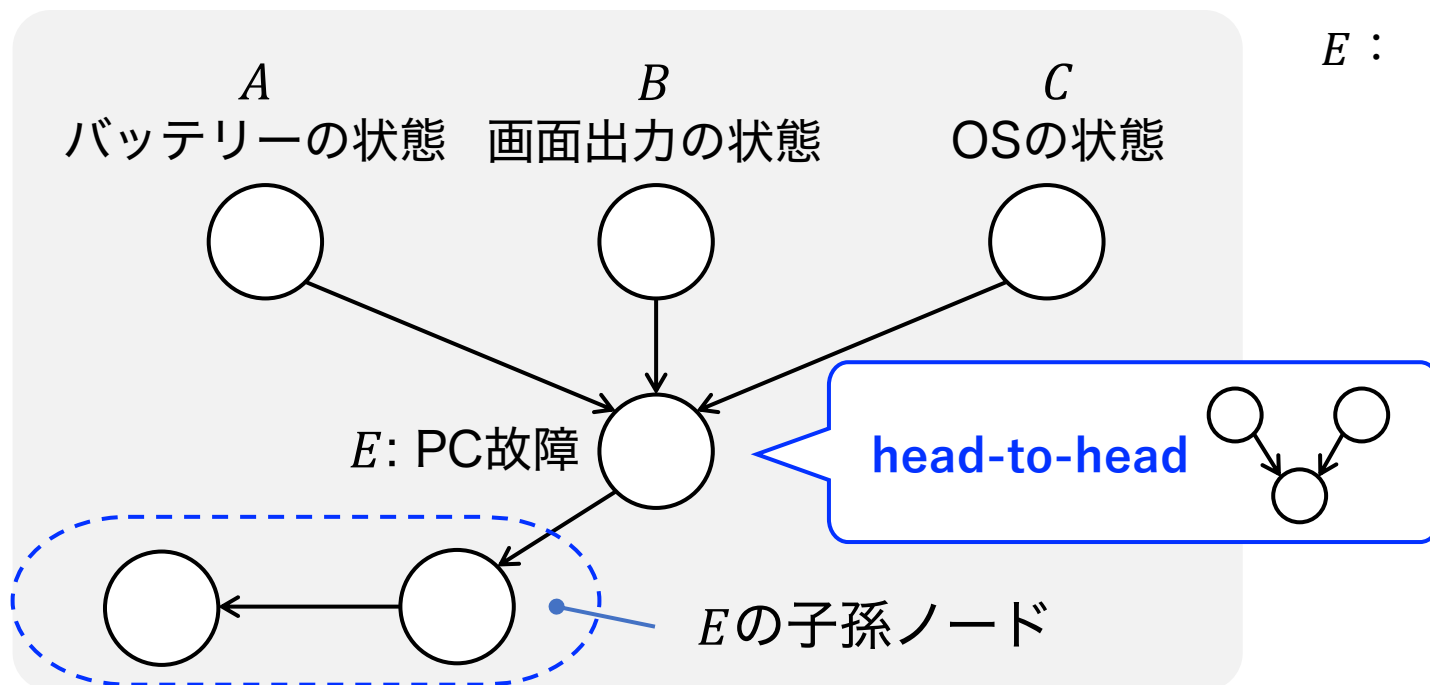 E：
A
バッテリーの状態
B
画面出力の状態
C
OSの状態
E: PC故障
head-to-head
Eの子孫ノード